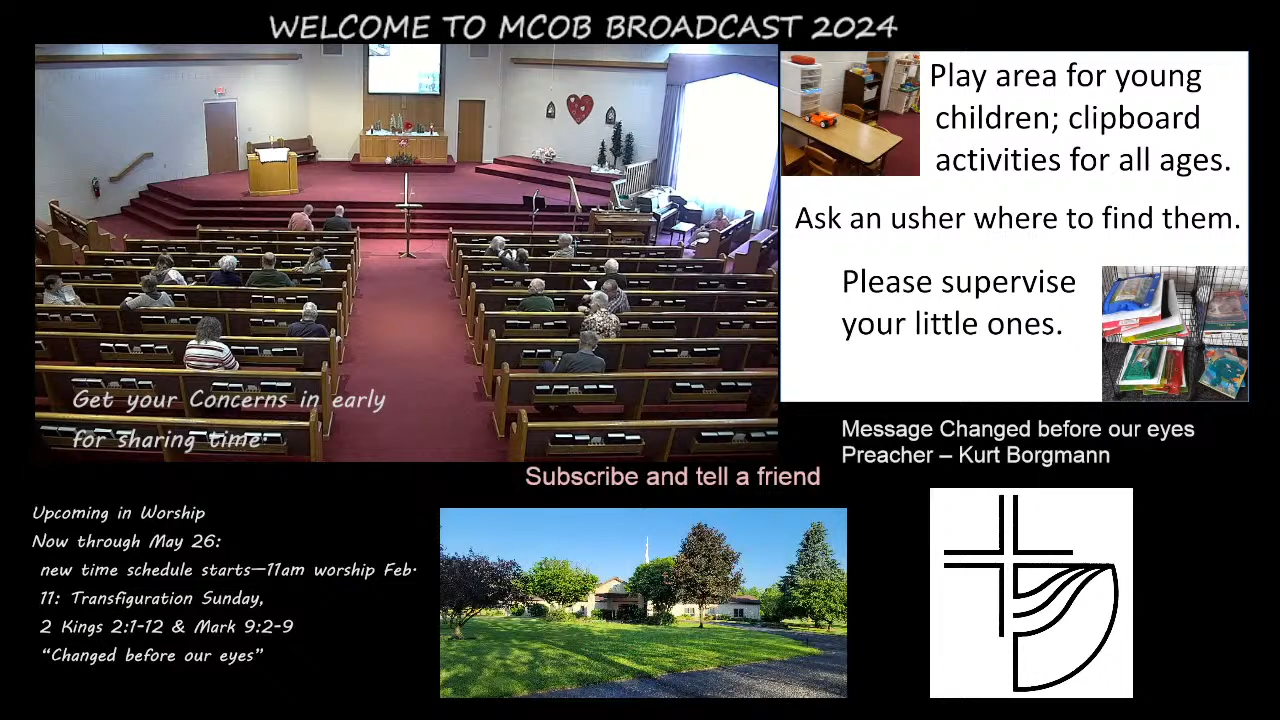 WELCOME TO MCOB BROADCAST 2024
Play area for young
children; clipboard
activities for all ages.
Ask an usher where to find them.
Please supervise
your little ones.
Get your Concerns in early
for sharing time.
Message Changed before our eyes
Preacher – Kurt Borgmann
Subscribe and tell a friend
Upcoming in Worship
Now through May 26:
new time schedule starts—11am worship Feb.
11: Transfiguration Sunday,
2 Kings 2:1-12 & Mark 9:2-9
“Changed before our eyes”